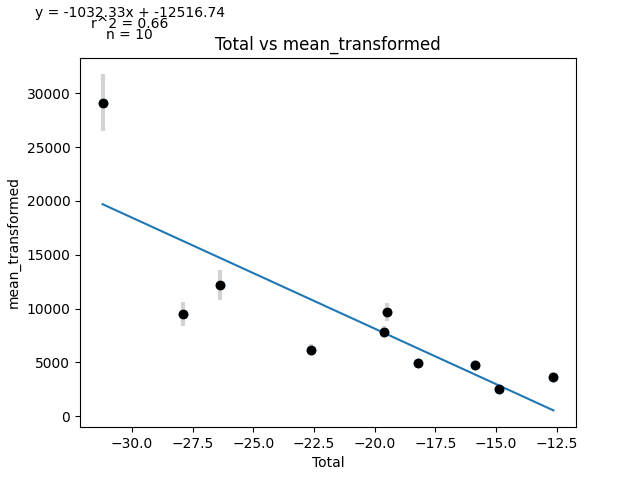 y = -1032.33x + -12516.74
r^2 = 0.66
n = 10
Total vs mean_transformed
mean_transformed
30000
25000
20000
15000
10000
5000
0
−30.0 −27.5 −25.0 −22.5 −20.0 −17.5 −15.0 −12.5
Total